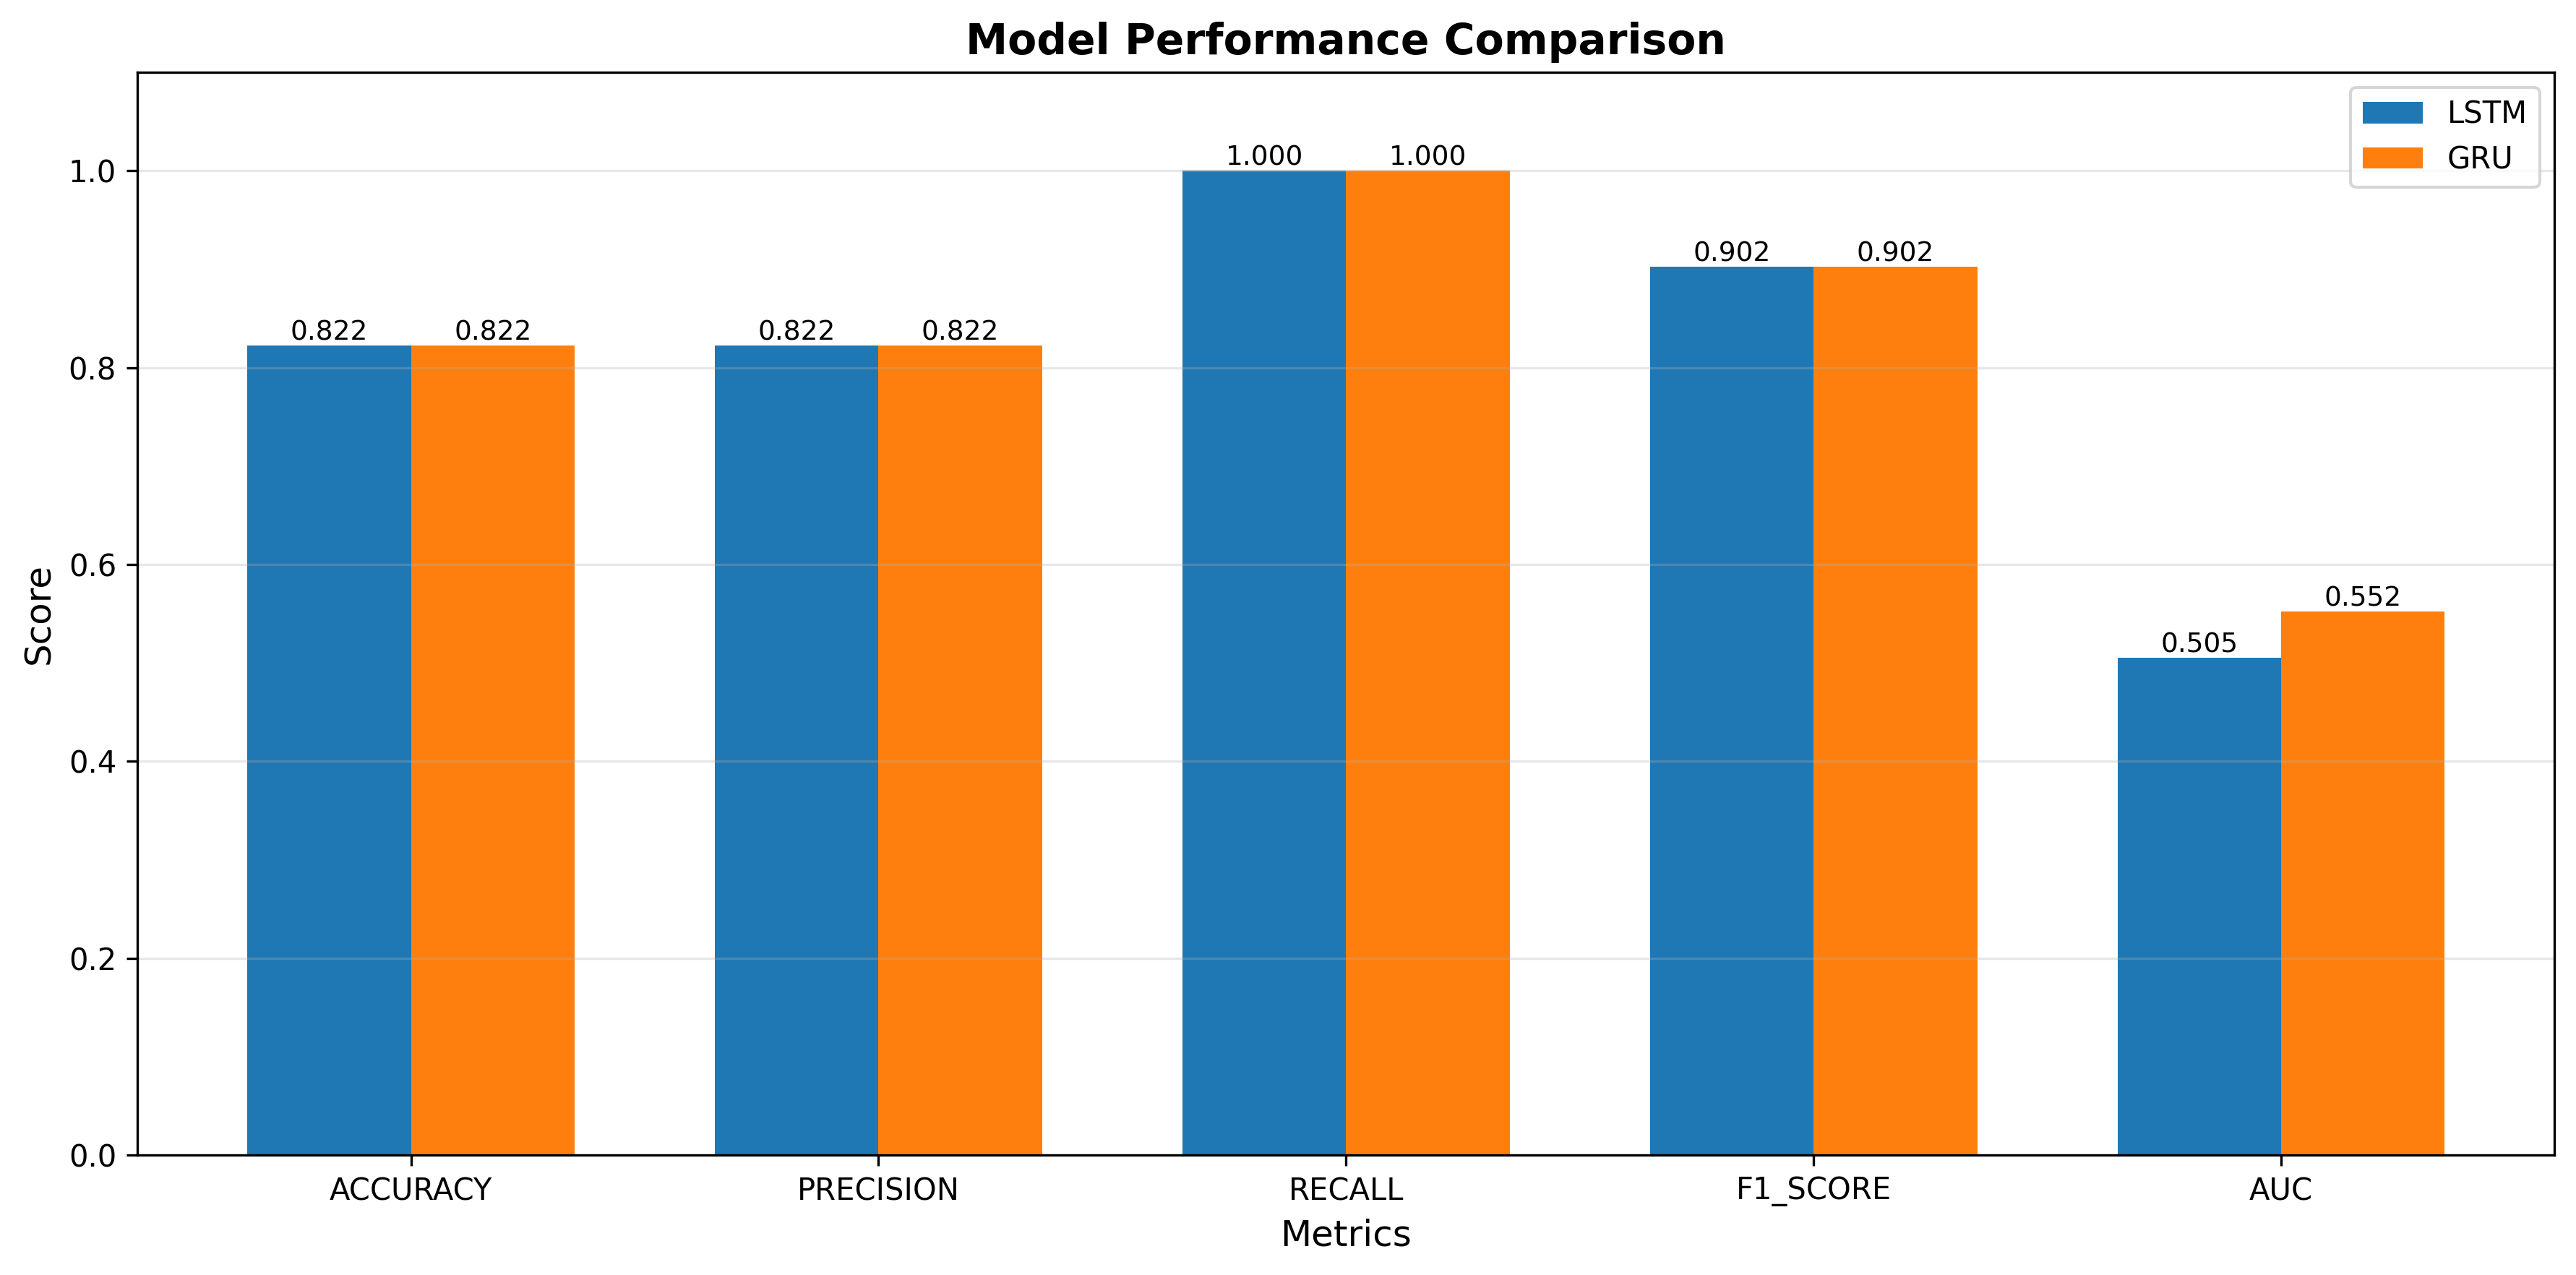 Model Performance Comparison
LSTM
GRU
1.000 1.000
1.0
0.902 0.902
0.822 0.822 0.822 0.822
0.8
0.6
0.552
0.505
Score
0.4
0.2
0.0
ACCURACY PRECISION RECALL F1_SCORE AUC
Metrics